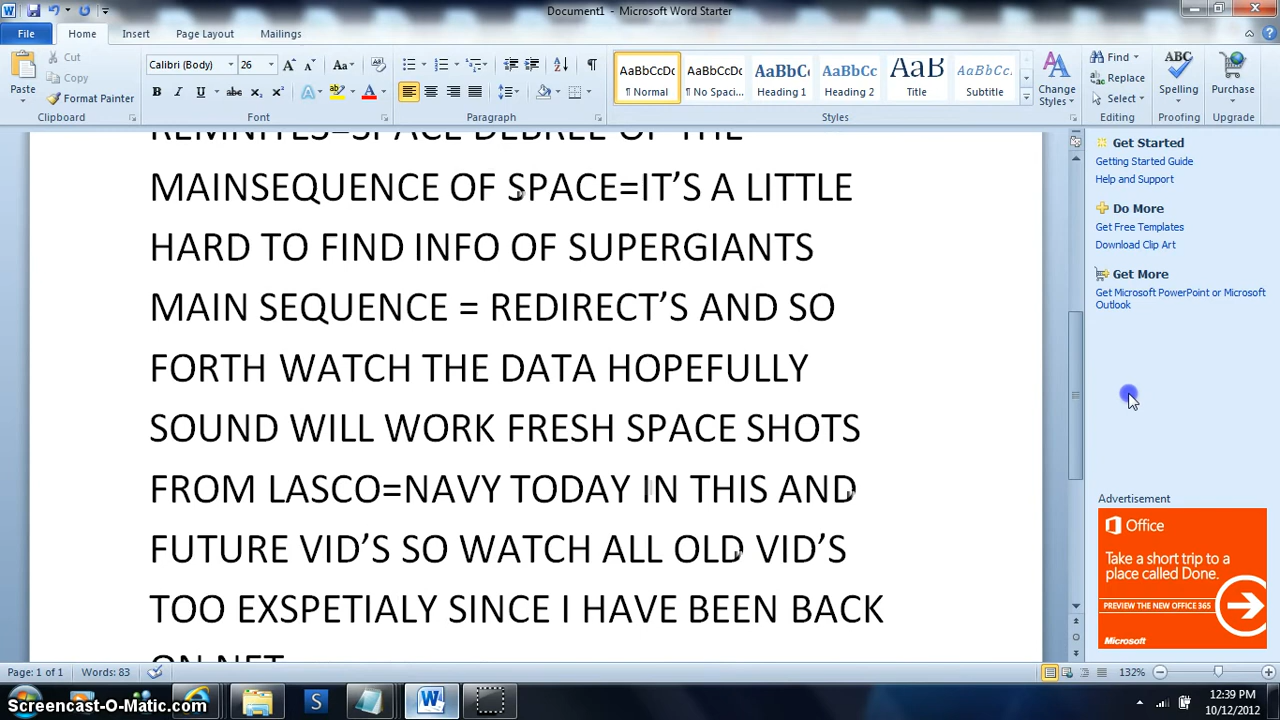 Document1 - Microsoft Word Starter
File Home Insert Page Layout Mailings
Cut
Copy
Paste Format Painter
Calibri (Body) 26
AaBbCcDc AaBbCcDc AaBbCc AaBbCc AaB AaBbCcD
¶ Normal ¶ No Spaci... Heading 1 Heading 2 Title Subtitle
Change Styles
Find
Replace
Select
Spelling
Purchase
Clipboard Font Paragraph Styles Editing Proofing Upgrade
REMNITES=SPACE DEBREE OF THE
MAINSEQUENCE OF SPACE=IT’S A LITTLE
HARD TO FIND INFO OF SUPERGIANTS
MAIN SEQUENCE = REDIRECT’S AND SO
FORTH WATCH THE DATA HOPEFULLY
SOUND WILL WORK FRESH SPACE SHOTS
FROM LASCO=NAVY TODAY IN THIS AND
FUTURE VID’S SO WATCH ALL OLD VID’S
TOO EXSPETIALY SINCE I HAVE BEEN BACK
ON NET
Get Started
Getting Started Guide
Help and Support
Do More
Get Free Templates
Download Clip Art
Get More
Get Microsoft PowerPoint or Microsoft
Outlook
Advertisement
Office
Take a short trip to a
place called Done.
PREVIEW THE NEW OFFICE 365
Microsoft
Page: 1 of 1 Words: 83 132%
Screencast-O-Matic.com
12:39 PM
10/12/2012